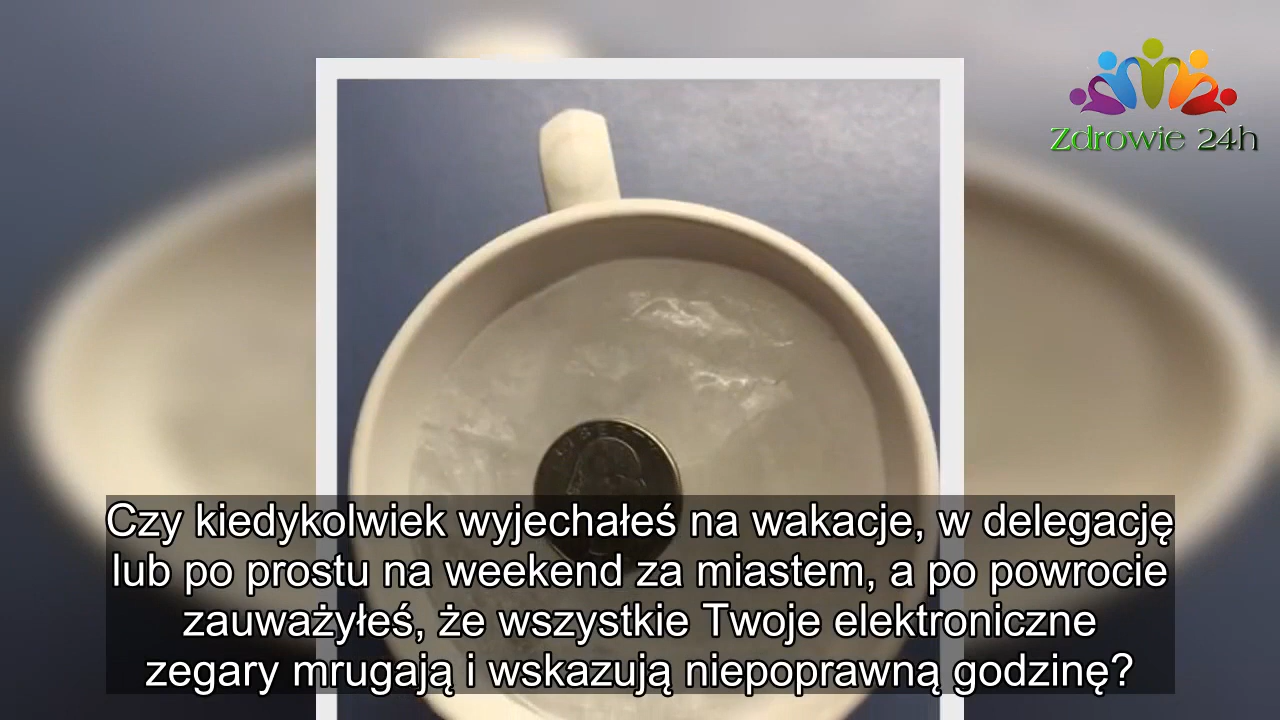 Zdrowie 24h
Czy kiedykolwiek wyjechałeś na wakacje, w delegację
lub po prostu na weekend za miastem, a po powrocie
zauważyłeś, że wszystkie Twoje elektroniczne
zegary mrugają i wskazują niepoprawną godzinę?